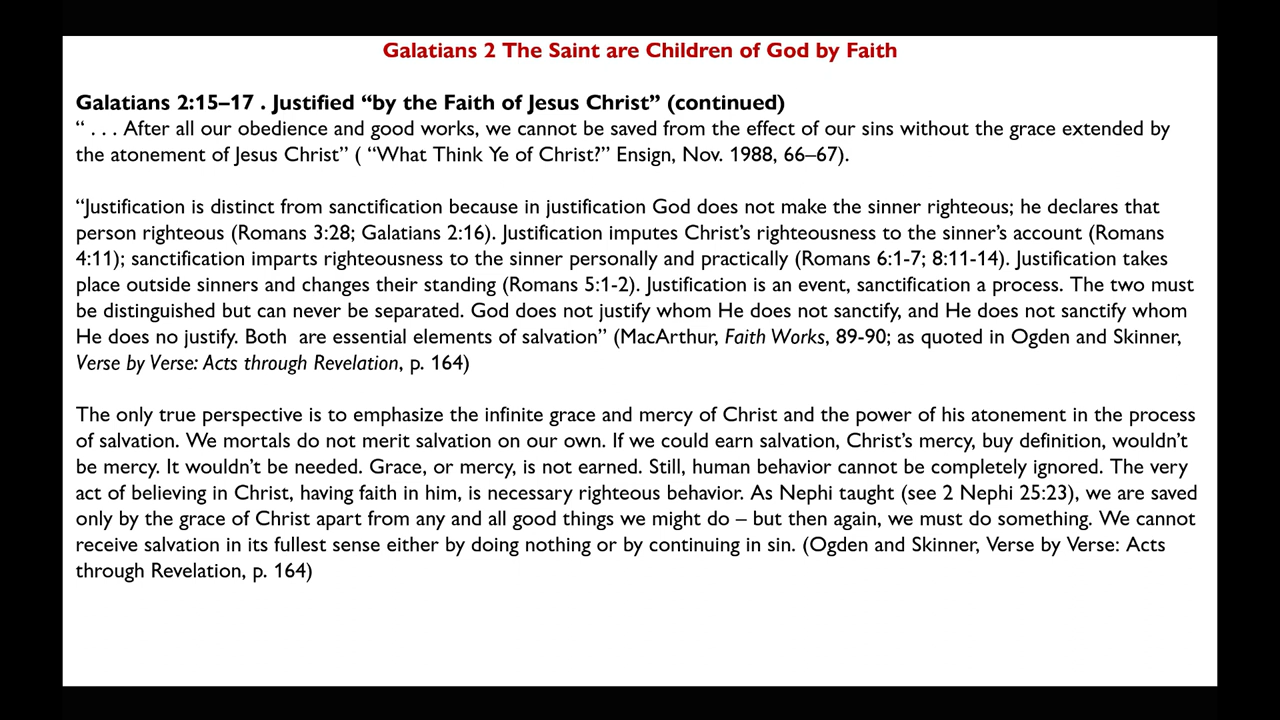 Galatians 2 The Saint are Children of God by Faith
Galatians 2:15–17 . Justified “by the Faith of Jesus Christ” (continued)
“ . . . After all our obedience and good works, we cannot be saved from the effect of our sins without the grace extended by
the atonement of Jesus Christ” ( “What Think Ye of Christ?” Ensign, Nov. 1988, 66–67).
“Justification is distinct from sanctification because in justification God does not make the sinner righteous; he declares that
person righteous (Romans 3:28; Galatians 2:16). Justification imputes Christ’s righteousness to the sinner’s account (Romans
4:11); sanctification imparts righteousness to the sinner personally and practically (Romans 6:1-7; 8:11-14). Justification takes
place outside sinners and changes their standing (Romans 5:1-2). Justification is an event, sanctification a process. The two must
be distinguished but can never be separated. God does not justify whom He does not sanctify, and He does not sanctify whom
He does no justify. Both  are essential elements of salvation” (MacArthur, Faith Works, 89-90; as quoted in Ogden and Skinner,
Verse by Verse: Acts through Revelation, p. 164)
The only true perspective is to emphasize the infinite grace and mercy of Christ and the power of his atonement in the process
of salvation. We mortals do not merit salvation on our own. If we could earn salvation, Christ’s mercy, buy definition, wouldn’t
be mercy. It wouldn’t be needed. Grace, or mercy, is not earned. Still, human behavior cannot be completely ignored. The very
act of believing in Christ, having faith in him, is necessary righteous behavior. As Nephi taught (see 2 Nephi 25:23), we are saved
only by the grace of Christ apart from any and all good things we might do – but then again, we must do something. We cannot
receive salvation in its fullest sense either by doing nothing or by continuing in sin. (Ogden and Skinner, Verse by Verse: Acts
through Revelation, p. 164)